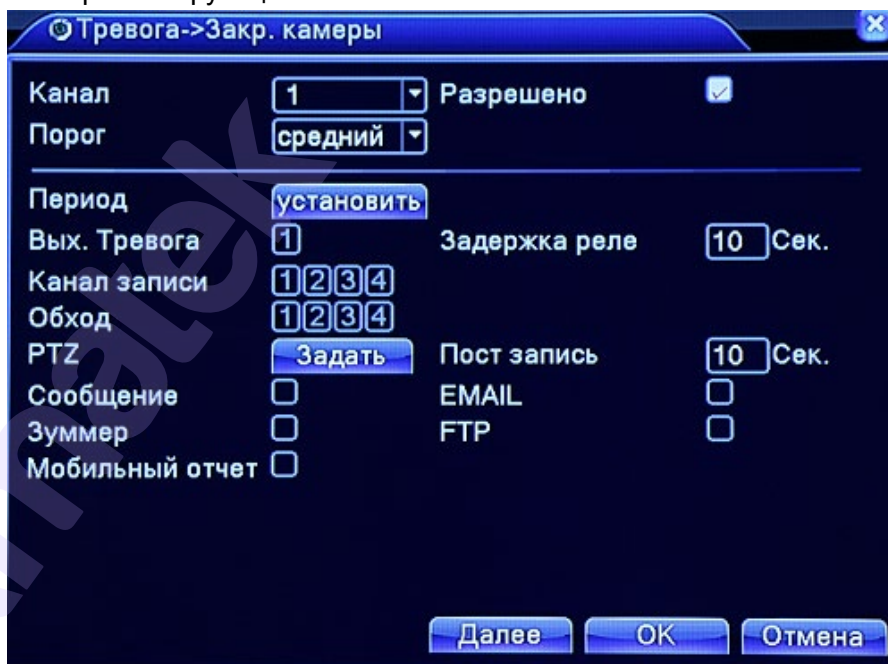 Тревога->Закр. камеры
Канал 1 Разрешено
Порог средний
Период установить
Вых. Тревога 1 Задержка реле 10 Сек.
Канал записи 1 2 3 4
Обход 1 2 3 4
PTZ Задать Пост запись 10 Сек.
Сообщение EMAIL
Зуммер FTP
Мобильный отчет
Далее OK Отмена